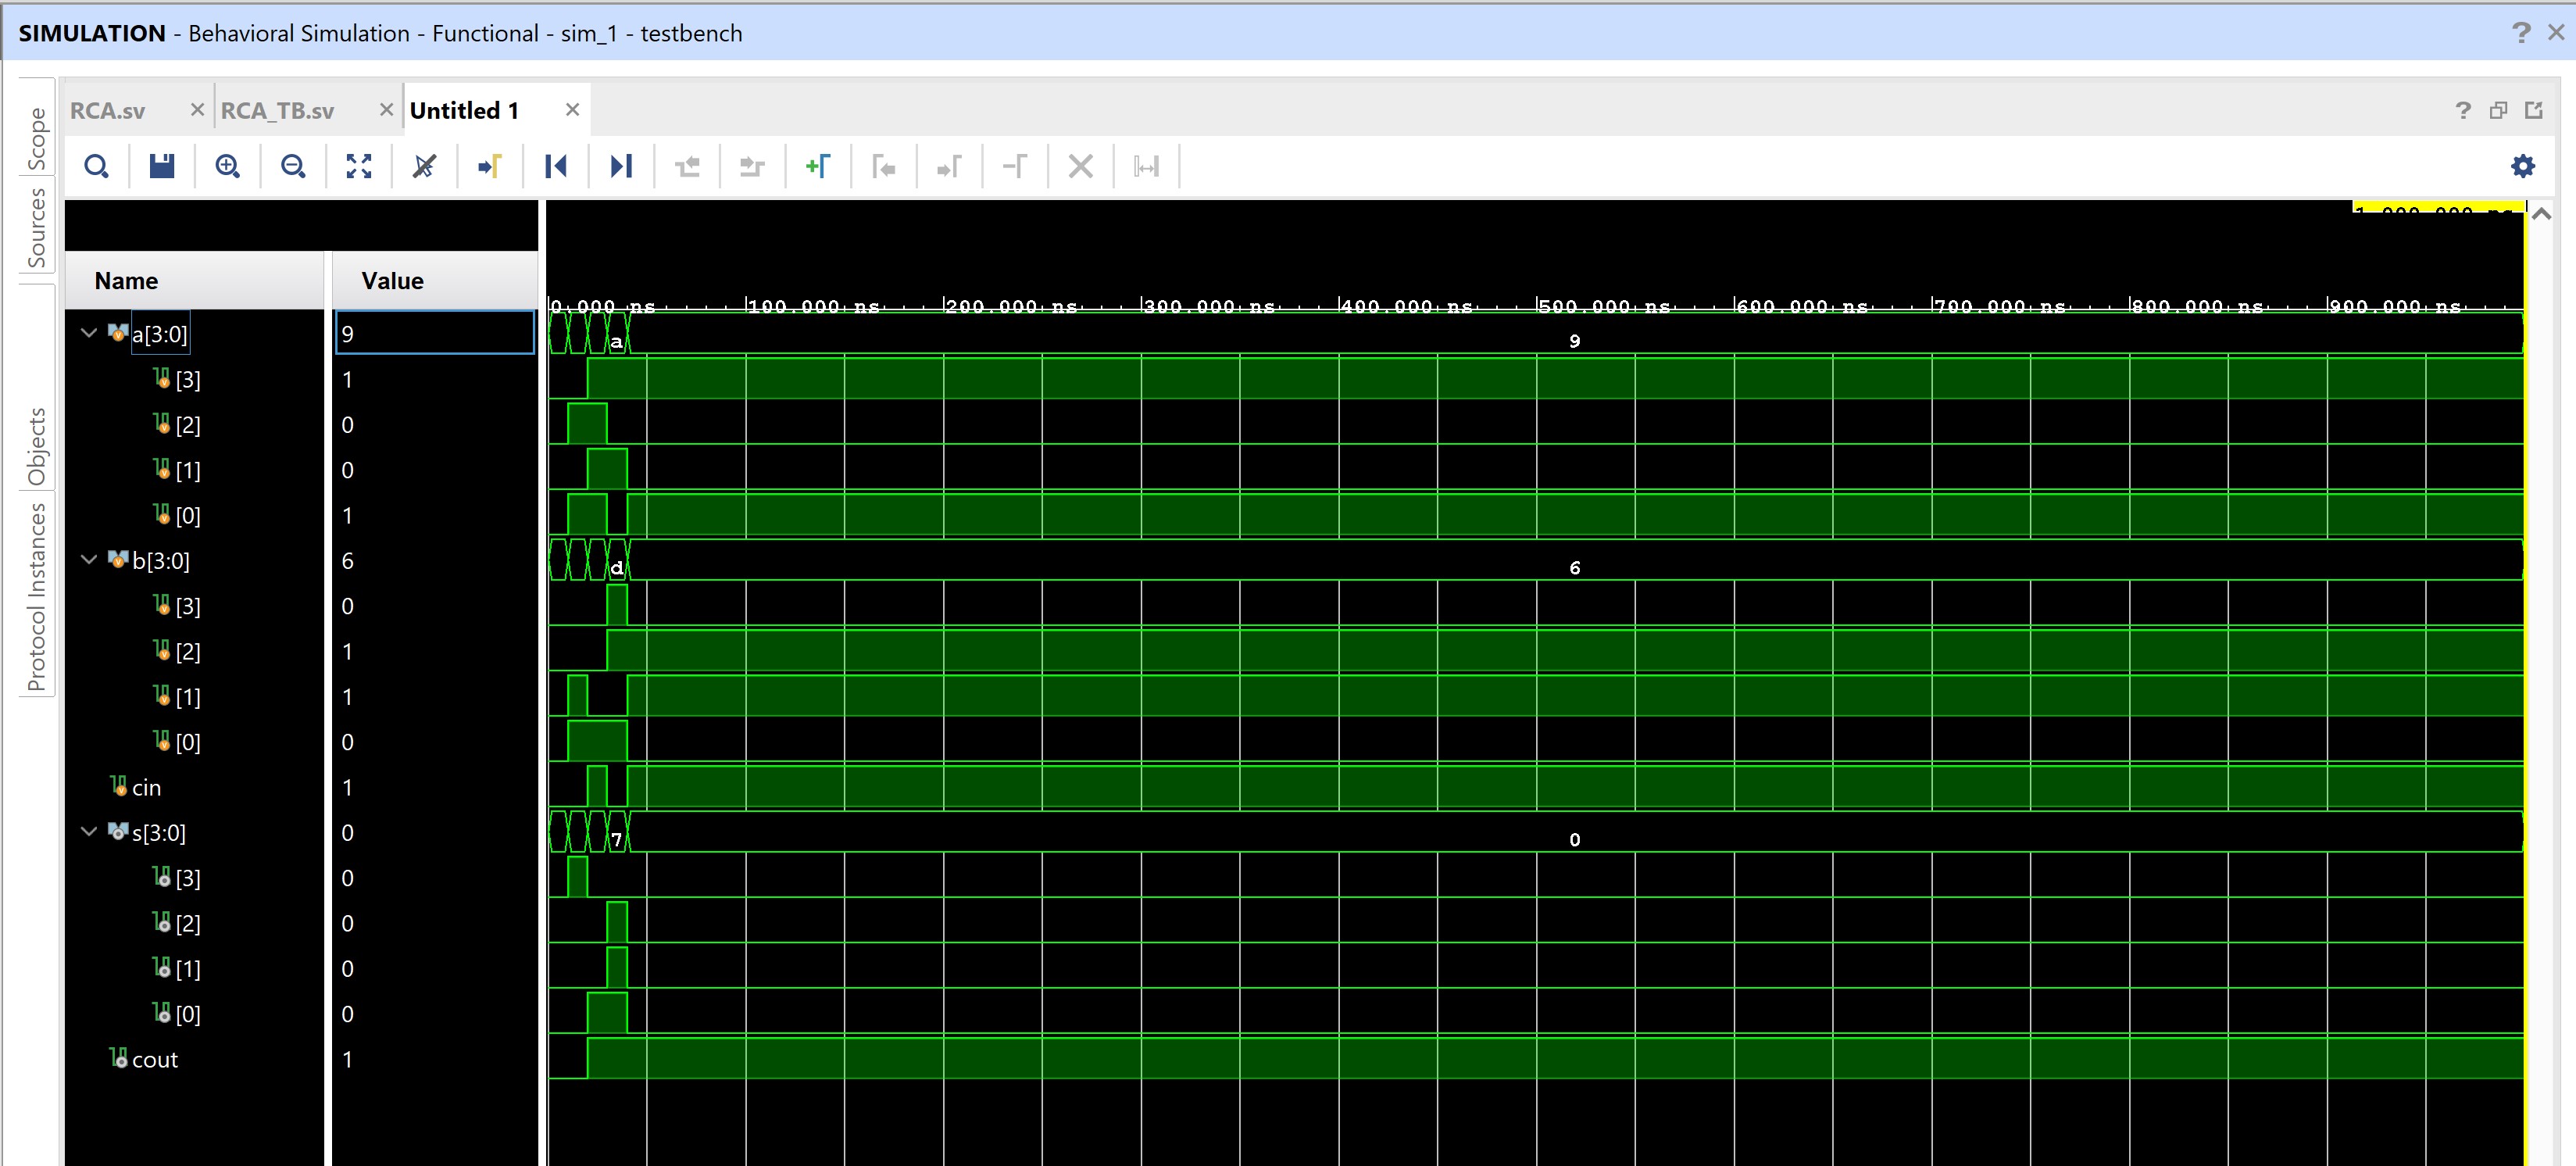 SIMULATION - Behavioral Simulation - Functional - sim_1 - testbench
? ×
Scope
Sources
Objects
Protocol Instances
RCA.sv × RCA_TB.sv × Untitled 1 ×
?
Name Value
0.000 ns 100.000 ns 200.000 ns 300.000 ns 400.000 ns 500.000 ns 600.000 ns 700.000 ns 800.000 ns 900.000 ns
a[3:0] 9 a 9
[3] 1
[2] 0
[1] 0
[0] 1
b[3:0] 6 d 6
[3] 0
[2] 1
[1] 1
[0] 0
cin 1
s[3:0] 0 7 0
[3] 0
[2] 0
[1] 0
[0] 0
cout 1